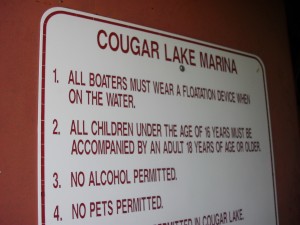 COUGAR LAKE MARINA
1. ALL BOATERS MUST WEAR A FLOATATION DEVICE WHEN
ON THE WATER.
2. ALL CHILDREN UNDER THE AGE OF 16 YEARS MUST BE
ACCOMPANIED BY AN ADULT 18 YEARS OF AGE OR OLDER.
3. NO ALCOHOL PERMITTED.
4. NO PETS PERMITTED.
PERMITTED IN COUGAR LAKE.